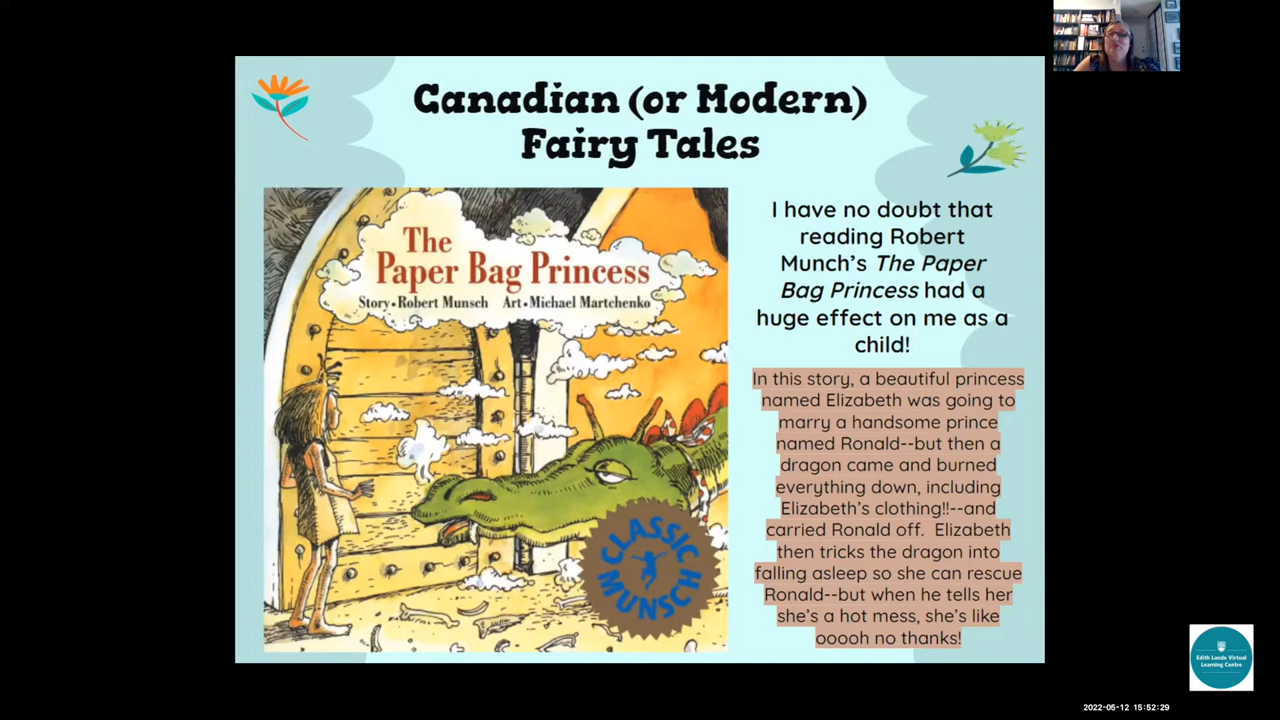 Canadian (or Modern)
Fairy Tales
The
Paper Bag Princess
Story • Robert Munsch Art • Michael Martchenko
CLASSIC
MUNSCH
I have no doubt that
reading Robert
Munch's The Paper
Bag Princess had a
huge effect on me as a
child!
In this story, a beautiful princess
named Elizabeth was going to
marry a handsome prince
named Ronald--but then a
dragon came and burned
everything down, including
Elizabeth's clothing!!--and
carried Ronald off. Elizabeth
then tricks the dragon into
falling asleep so she can rescue
Ronald--but when he tells her
she's a hot mess, she's like
ooooh no thanks!
Edith Lando Virtual
Learning Centre
2022-05-12 15:52:29